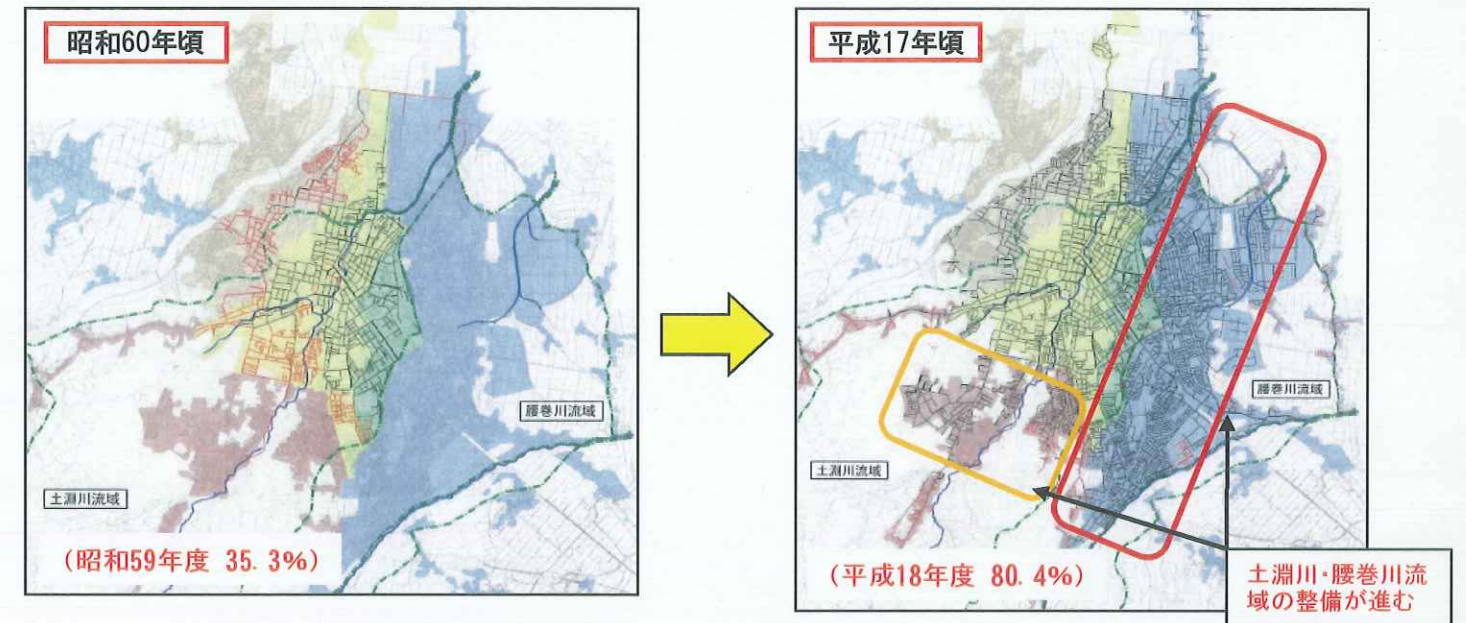 昭和60年頃
腰巻川流域
土淵川流域
(昭和59年度 35.3%)
平成17年頃
腰巻川流域
土淵川流域
(平成18年度 80.4%)
土淵川・腰巻川流
域の整備が進む